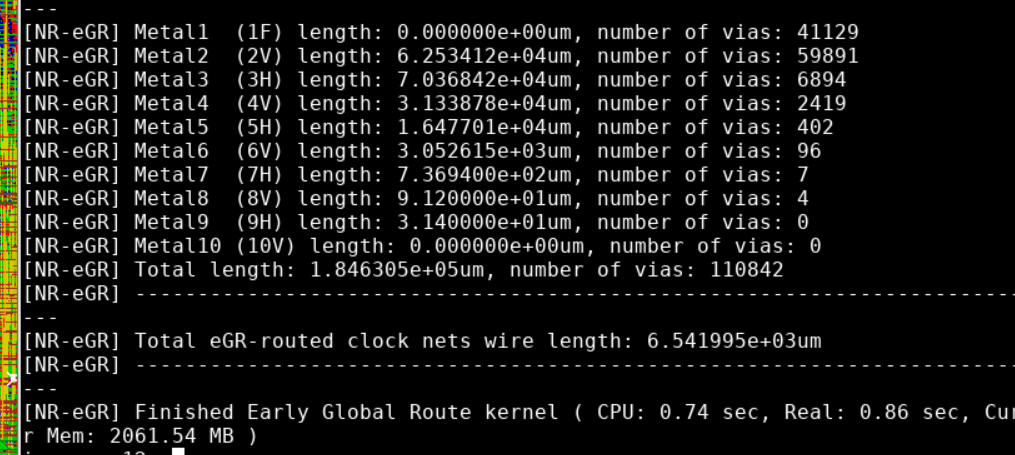 ---
[NR-eGR] Metal1  (1F) length: 0.000000e+00um, number of vias: 41129
[NR-eGR] Metal2  (2V) length: 6.253412e+04um, number of vias: 59891
[NR-eGR] Metal3  (3H) length: 7.036842e+04um, number of vias: 6894
[NR-eGR] Metal4  (4V) length: 3.133878e+04um, number of vias: 2419
[NR-eGR] Metal5  (5H) length: 1.647701e+04um, number of vias: 402
[NR-eGR] Metal6  (6V) length: 3.052615e+03um, number of vias: 96
[NR-eGR] Metal7  (7H) length: 7.369400e+02um, number of vias: 7
[NR-eGR] Metal8  (8V) length: 9.120000e+01um, number of vias: 4
[NR-eGR] Metal9  (9H) length: 3.140000e+01um, number of vias: 0
[NR-eGR] Metal10 (10V) length: 0.000000e+00um, number of vias: 0
[NR-eGR] Total length: 1.846305e+05um, number of vias: 110842
[NR-eGR] ----------------------------------------------------------------------
---
[NR-eGR] Total eGR-routed clock nets wire length: 6.541995e+03um
[NR-eGR] ----------------------------------------------------------------------
---
[NR-eGR] Finished Early Global Route kernel ( CPU: 0.74 sec, Real: 0.86 sec, Cur
r Mem: 2061.54 MB )